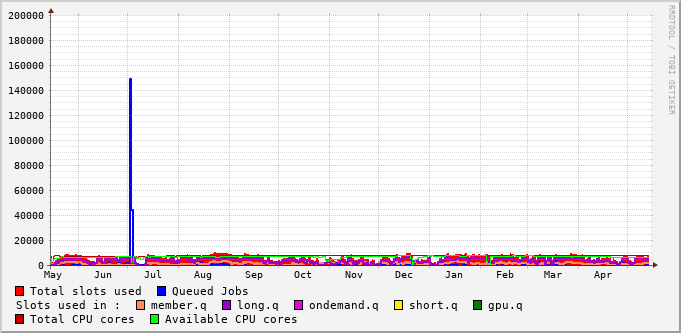 200000
180000
160000
140000
120000
100000
80000
60000
40000
20000
0
May Jun Jul Aug Sep Oct Nov Dec Jan Feb Mar Apr
Total slots used Queued Jobs
Slots used in : member.q long.q ondemand.q short.q gpu.q
Total CPU cores Available CPU cores
RRDTOOL / TOBI OETIKER